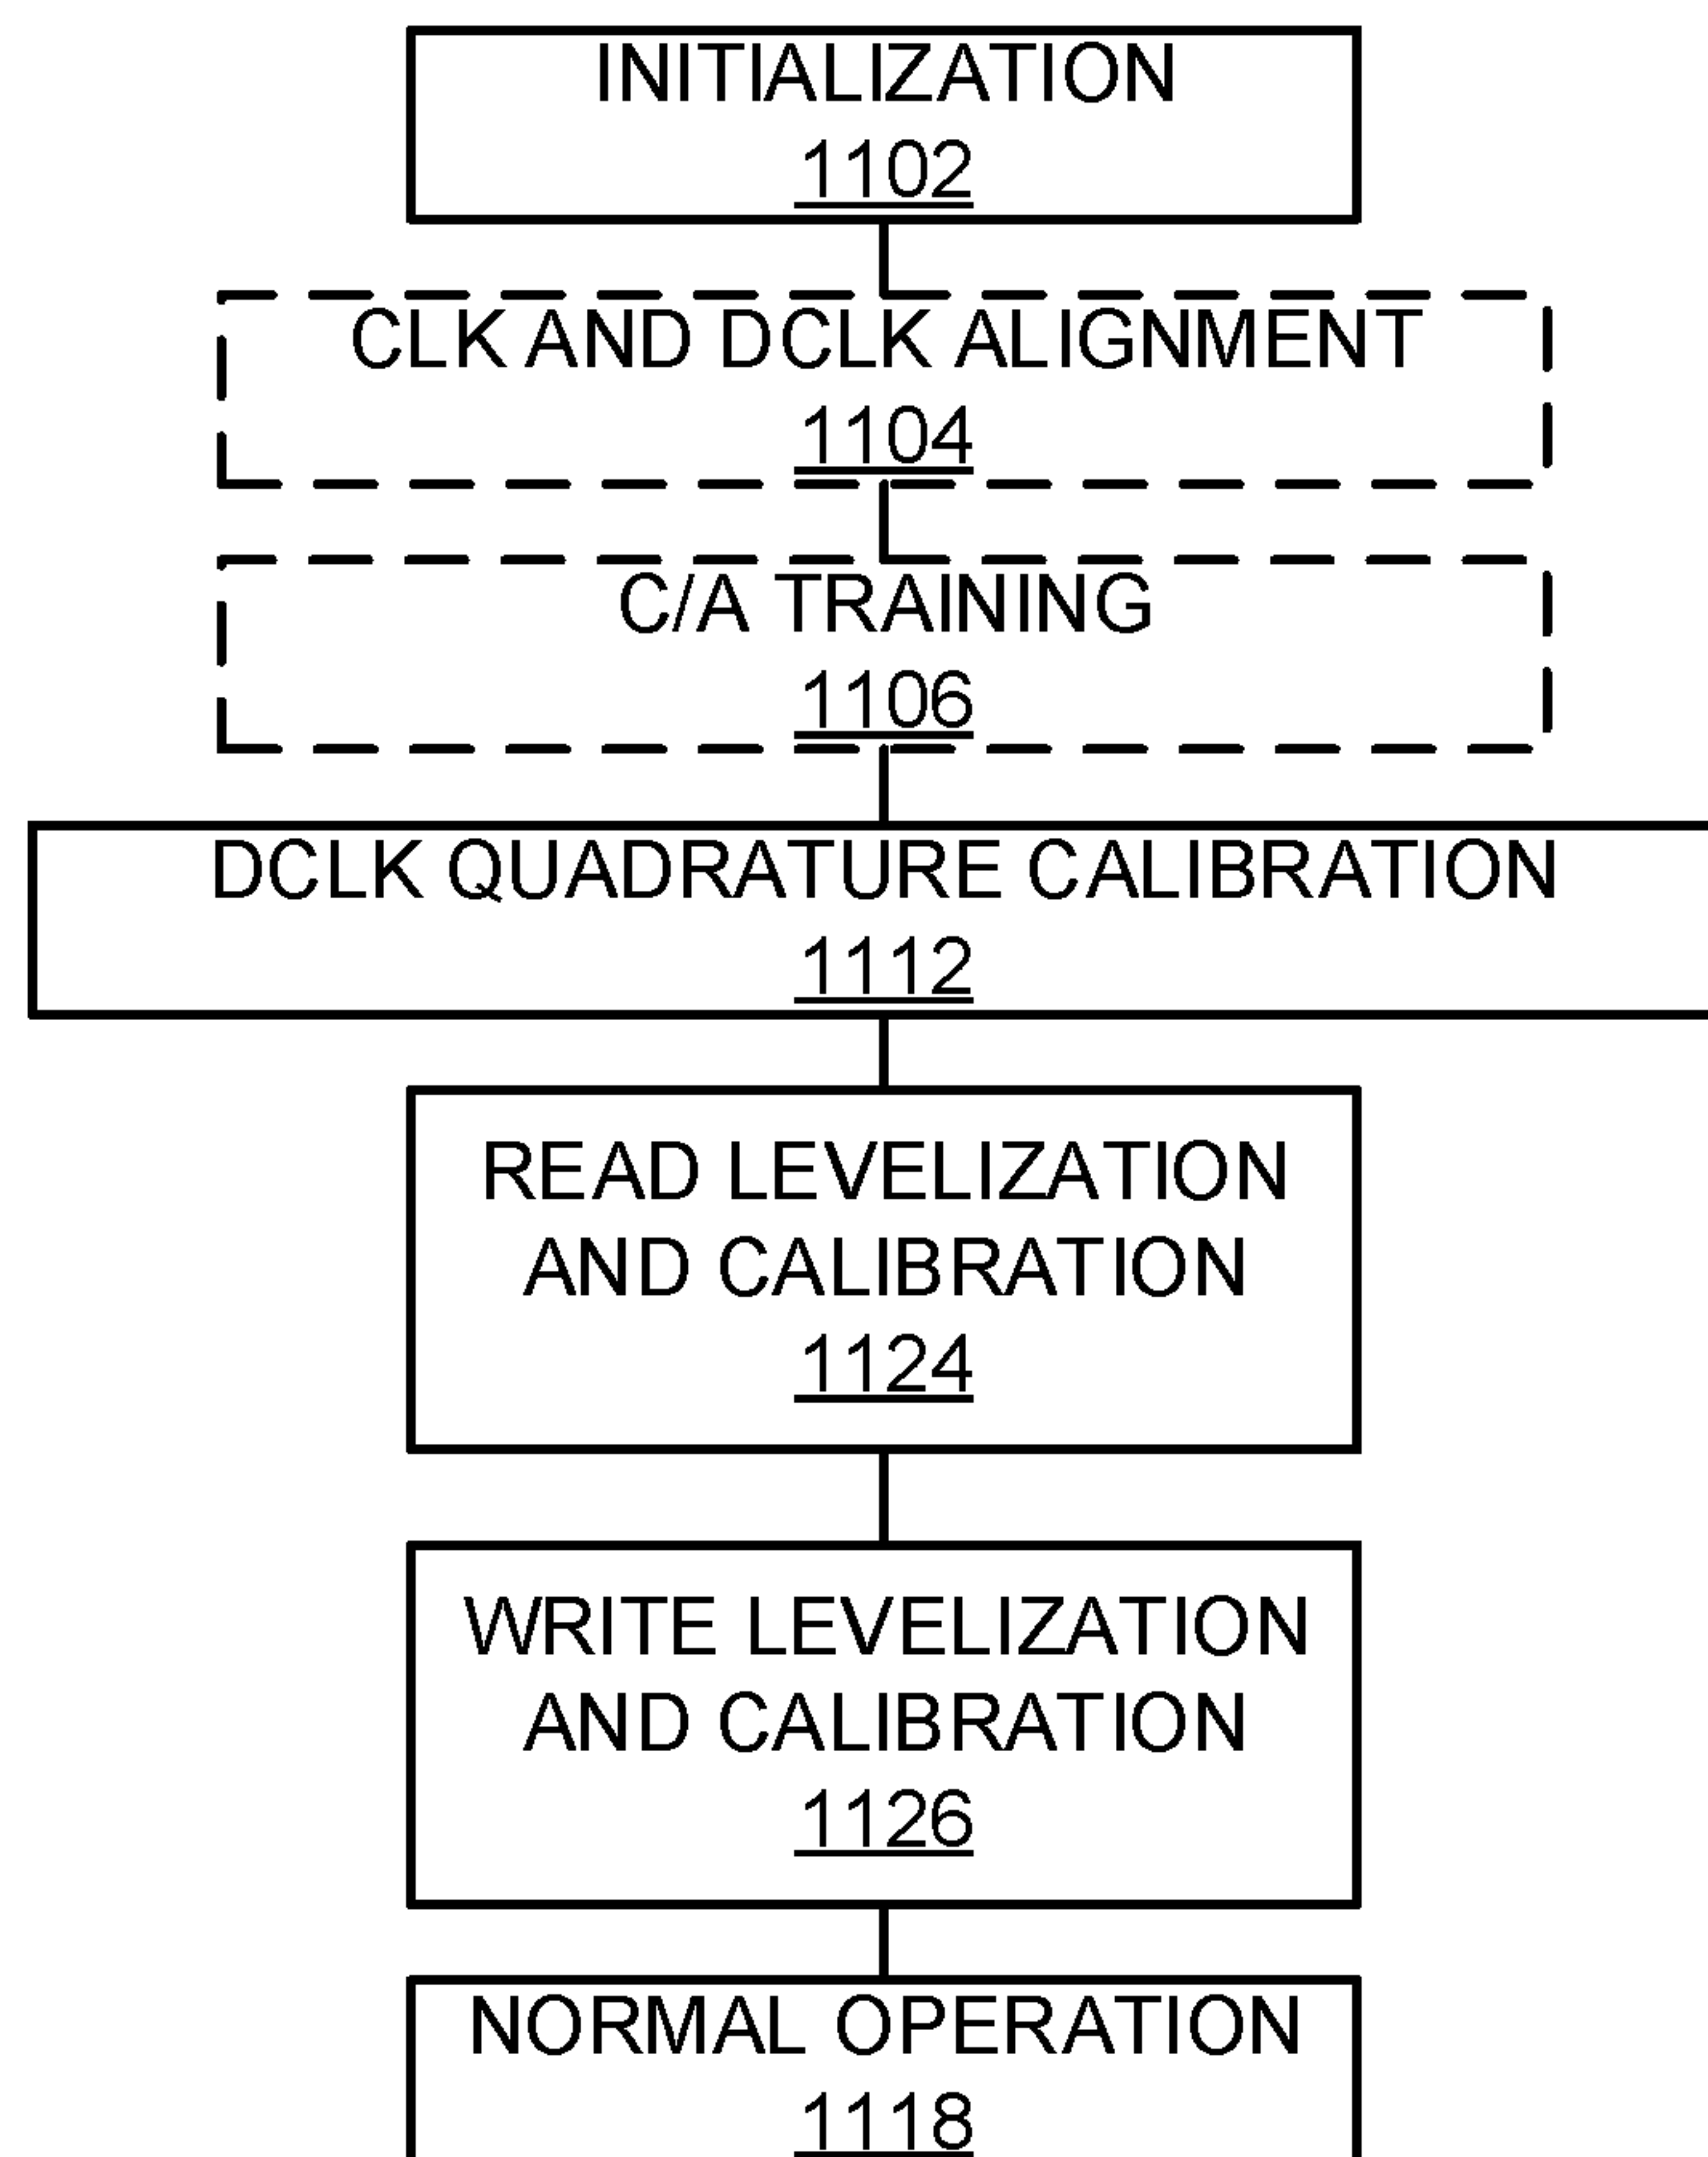 INITIALIZATION
1102
CLK AND DCLK ALIGNMENT
1104
C/A TRAINING
1106
DCLK QUADRATURE CALIBRATION
1112
READ LEVELIZATION
AND CALIBRATION
1124
WRITE LEVELIZATION
AND CALIBRATION
1126
NORMAL OPERATION
1118